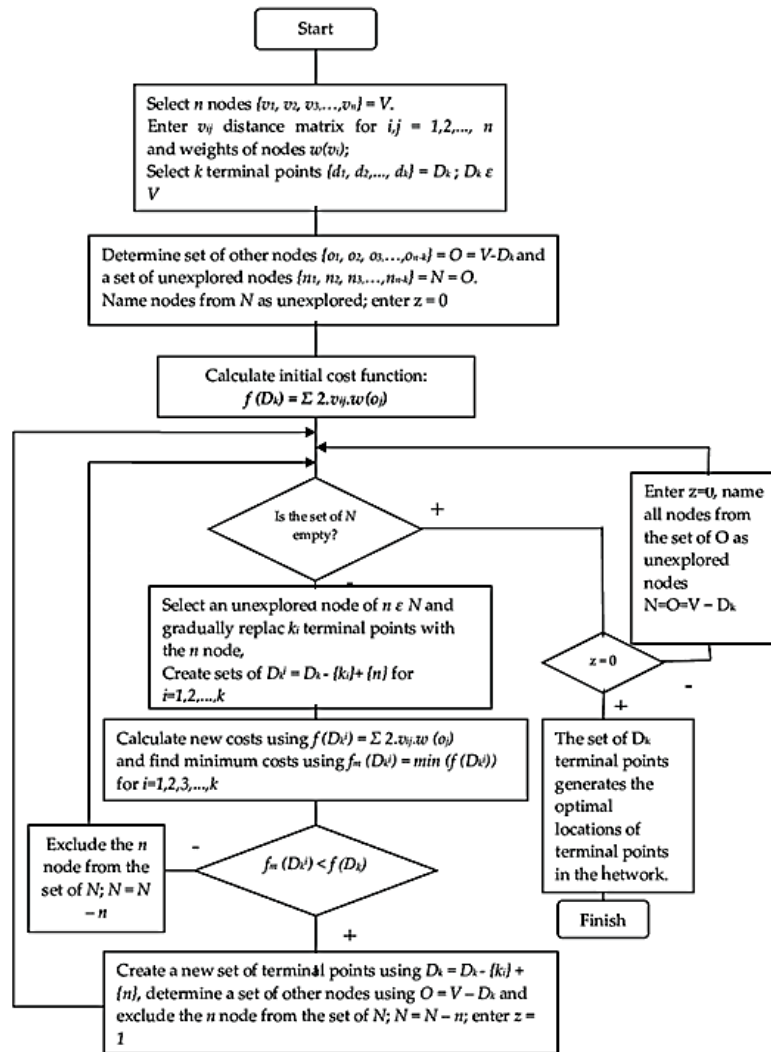 Start
Select n nodes {v1, v2, v3,…,vn} = V.
Enter vij distance matrix for i,j = 1,2,..., n
and weights of nodes w(vi);
Select k terminal points {d1, d2,..., dk} = Dk ; Dk ε
V
Determine set of other nodes {o1, o2, o3,…,on-k} = O = V-Dk and
a set of unexplored nodes {n1, n2, n3,…,nn-k} = N = O.
Name nodes from N as unexplored; enter z = 0
Calculate initial cost function:
f (Dk) = Σ 2.vij.w(oj)
Is the set of N
empty?
+
-
Enter z=0, name
all nodes from
the set of O as
unexplored
nodes
N=O=V – Dk
Select an unexplored node of n ε N and
gradually replac ki terminal points with
the n node,
Create sets of Dki = Dk - {ki}+ {n} for
i=1,2,...,k
z = 0
-
+
Calculate new costs using f(Dki) = Σ 2.vij.w (oj)
and find minimum costs using fm (Dki) = min (f (Dki))
for i=1,2,3,...,k
The set of Dk
terminal points
generates the
optimal
locations of
terminal points
in the hetwork.
Exclude the n
node from the
set of N; N = N
– n
-
fm (Dki) < f (Dk)
+
Finish
Create a new set of terminal points using Dk = Dk - {ki} +
{n}, determine a set of other nodes using O = V – Dk and
exclude the n node from the set of N; N = N – n; enter z =
1